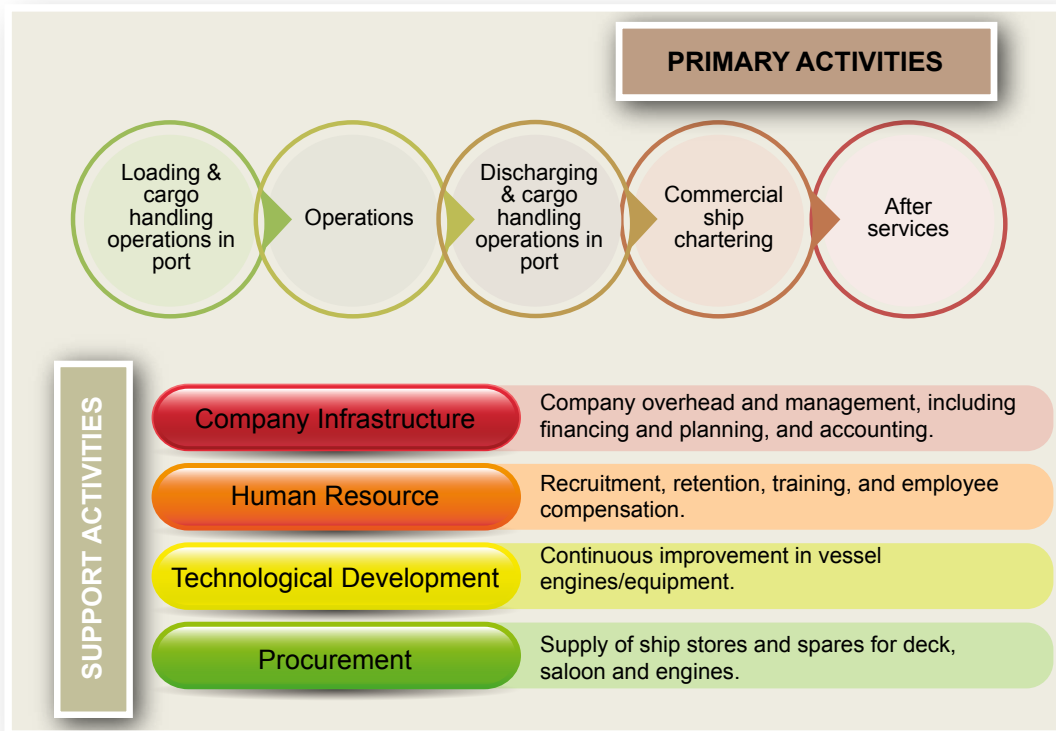 PRIMARY ACTIVITIES
Loading &
cargo
handling
operations in
port
Operations
Discharging
& cargo
handling
operations in
port
Commercial
ship
chartering
After
services
SUPPORT ACTIVITIES
Company Infrastructure
Company overhead and management, including
financing and planning, and accounting.
Human Resource
Recruitment, retention, training, and employee
compensation.
Technological Development
Continuous improvement in vessel
engines/equipment.
Procurement
Supply of ship stores and spares for deck,
saloon and engines.